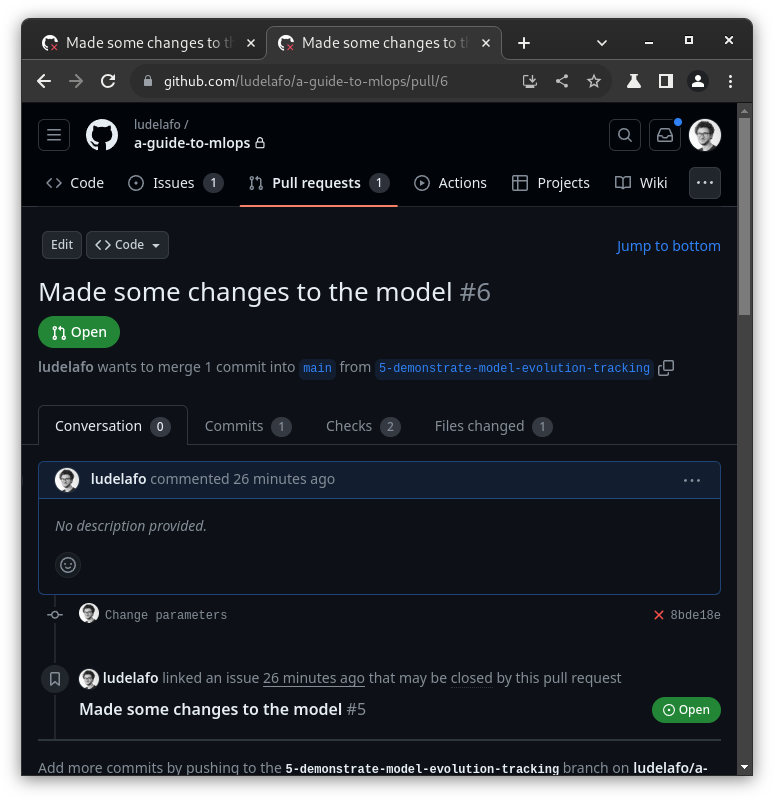 Made some changes to th
Made some changes to th
github.com/ludelafo/a-guide-to-mlops/pull/6
ludelafo /
a-guide-to-mlops
Code
Issues 1
Pull requests 1
Actions
Projects
Wiki
Edit
Code
Jump to bottom
Made some changes to the model #6
Open
ludelafo wants to merge 1 commit into main from 5-demonstrate-model-evolution-tracking
Conversation 0
Commits 1
Checks 2
Files changed 1
ludelafo commented 26 minutes ago
No description provided.
Change parameters
8bde18e
ludelafo linked an issue 26 minutes ago that may be closed by this pull request
Made some changes to the model #5
Open
Add more commits by pushing to the 5-demonstrate-model-evolution-tracking branch on ludelafo/a-